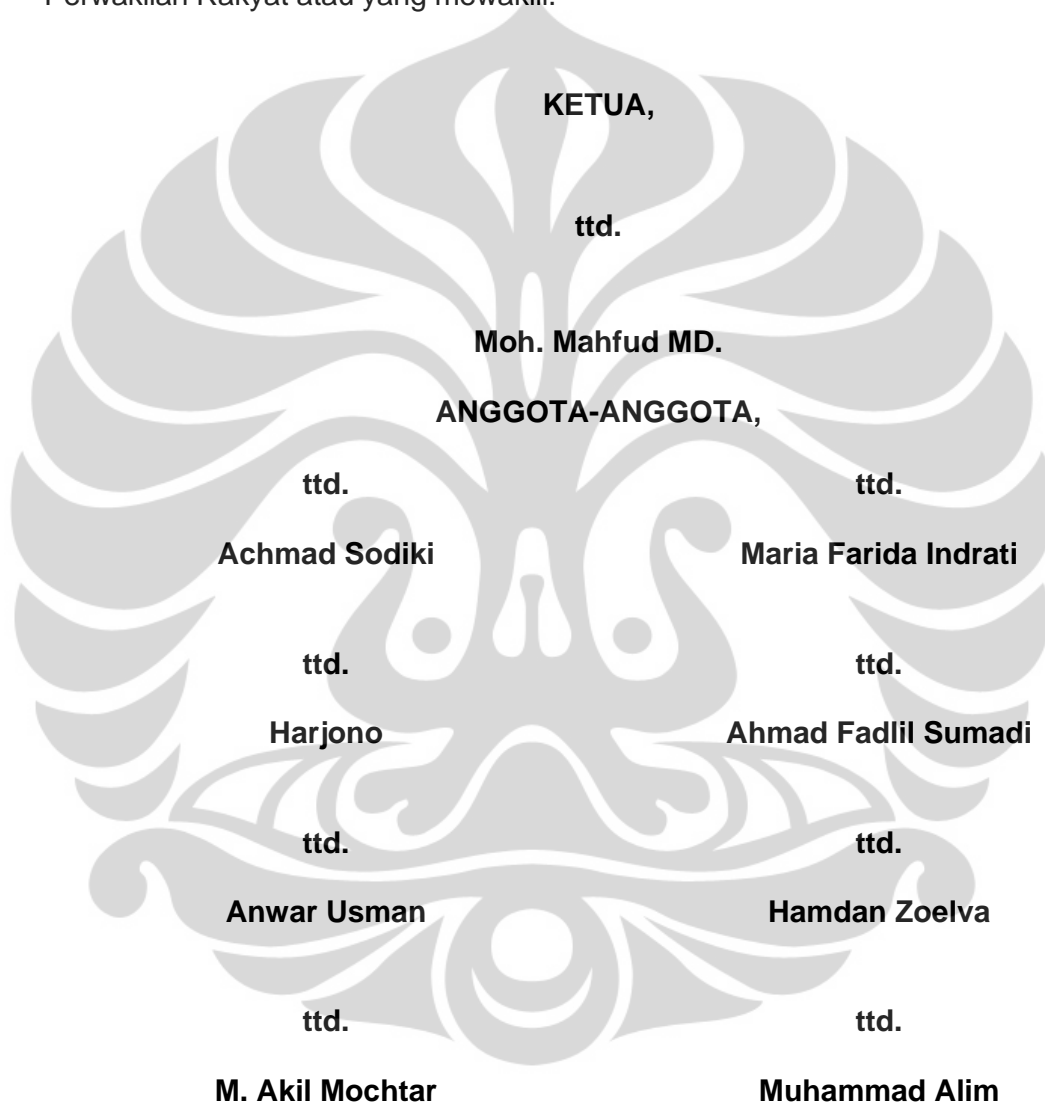 Perwakilan Rakyat atau yang mewakili.
KETUA,
ttd.
Moh. Mahfud MD.
ANGGOTA-ANGGOTA,
ttd. ttd.
Achmad Sodiki Maria Farida Indrati
ttd. ttd.
Harjono Ahmad Fadlil Sumadi
ttd. ttd.
Anwar Usman Hamdan Zoelva
ttd. ttd.
M. Akil Mochtar Muhammad Alim